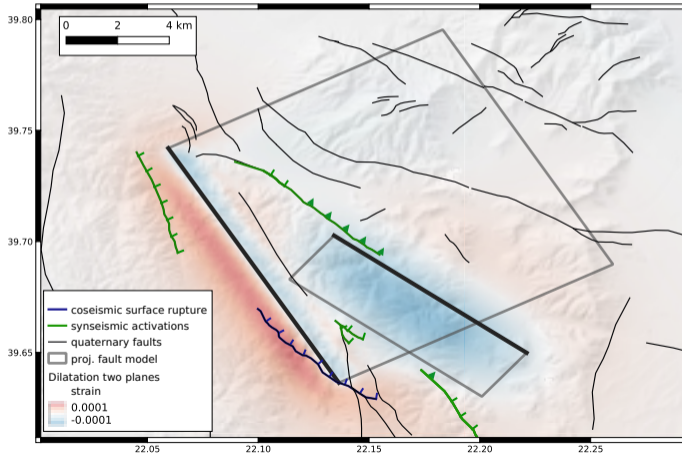 39.80
0 2 4 km
39.75
39.70
39.65
coseismic surface rupture
synseismic activations
quaternary faults
proj. fault model
Dilatation two planes
strain
0.0001
-0.0001
22.05 22.10 22.15 22.20 22.25